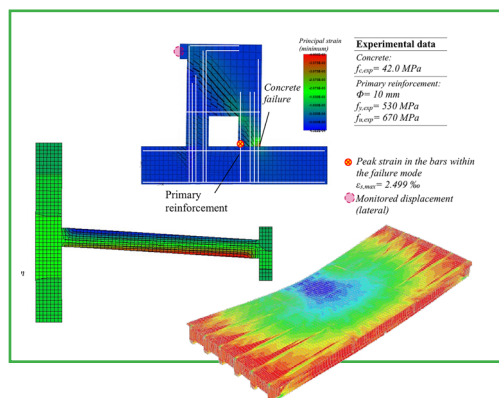 Principal strain
(minimum)
Experimental data
Concrete:
fc,exp= 42.0 MPa
Primary reinforcement:
Φ= 10 mm
fy,exp= 530 MPa
fu,exp= 670 MPa
Concrete
failure
Peak strain in the bars within
the failure mode
εs,max= 2.499 ‰
Monitored displacement
(lateral)
Primary
reinforcement
η